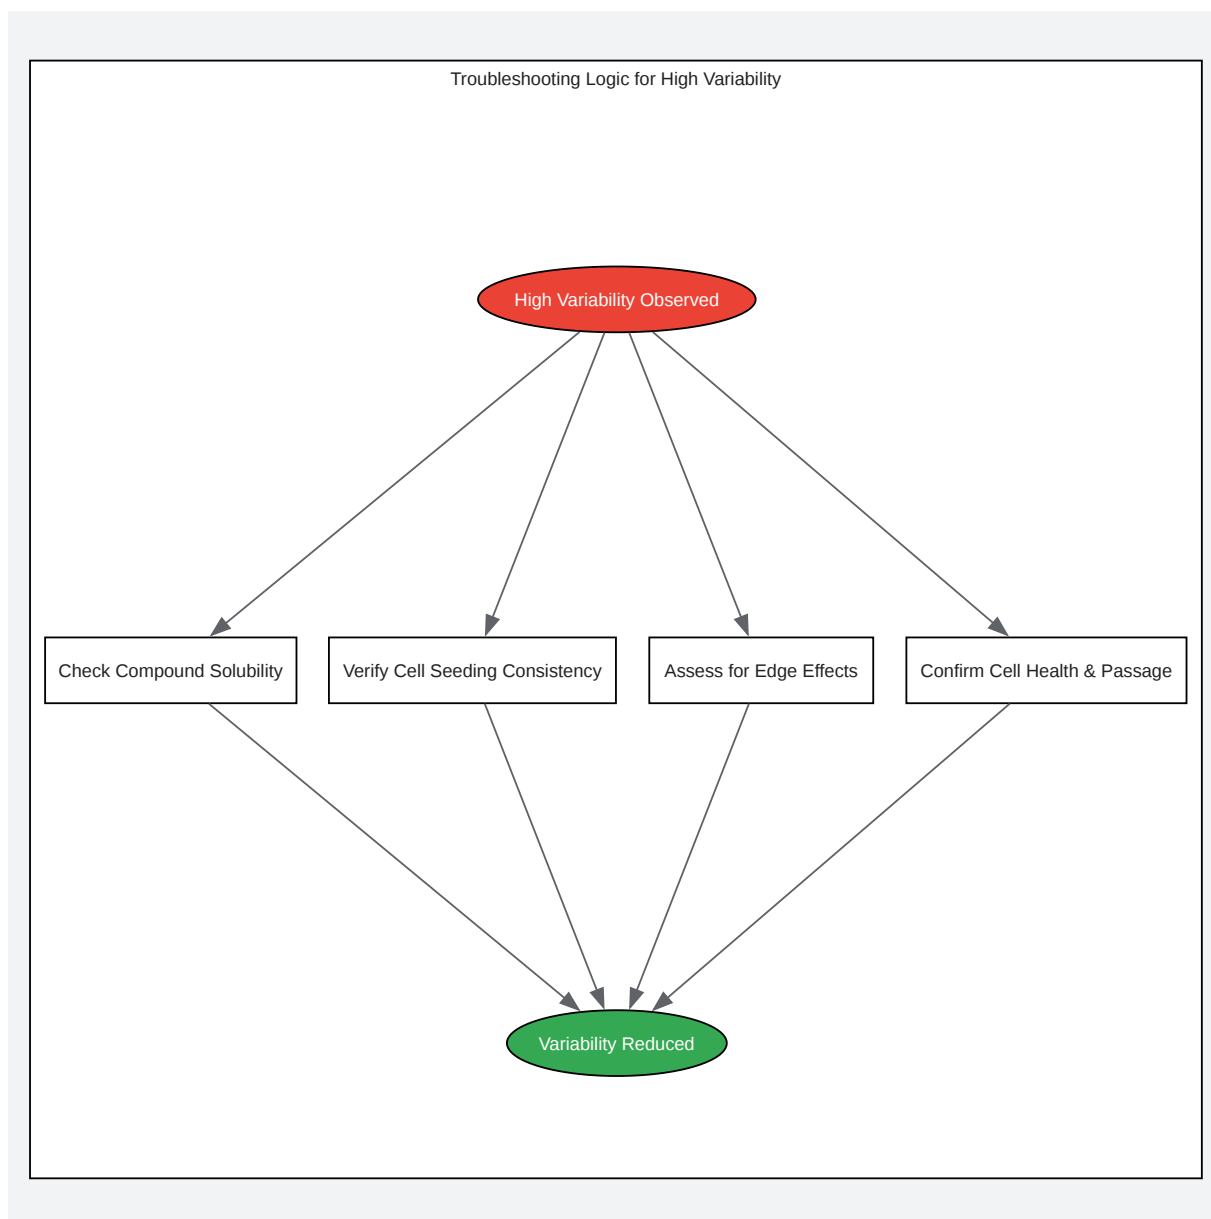 Troubleshooting Logic for High Variability
High Variability Observed
Check Compound Solubility
Verify Cell Seeding Consistency
Assess for Edge Effects
Confirm Cell Health & Passage
Variability Reduced